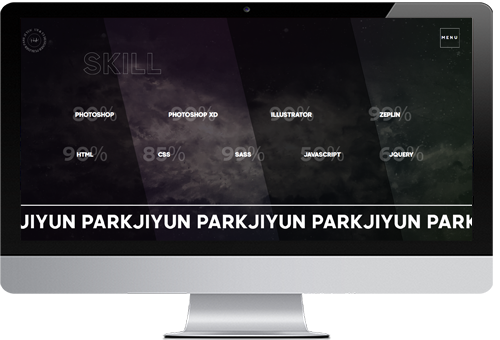 MENU
SKILL
80% 80% 90% 90%
PHOTOSHOP PHOTOSHOP XD ILLUSTRATOR ZEPLIN
90% 85% 90% 50% 60%
HTML CSS SASS JAVASCRIPT JQUERY
JIYUN PARKJIYUN PARKJIYUN PARKJIYUN PARK